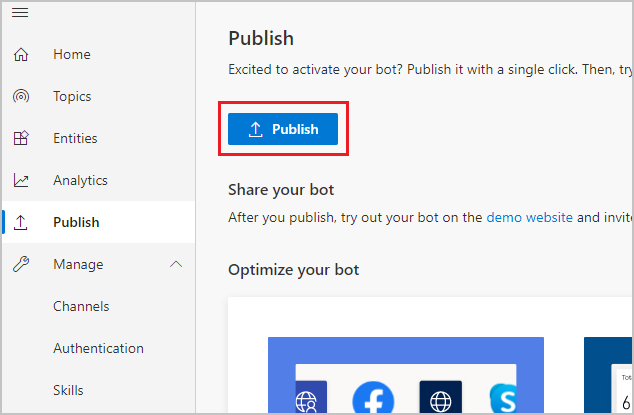 Home
Topics
Entities
Analytics
Publish
Manage
Channels
Authentication
Skills
Publish
Excited to activate your bot? Publish it with a single click. Then,
Publish
Share your bot
After you publish, try out your bot on the demo website and
Optimize your bot